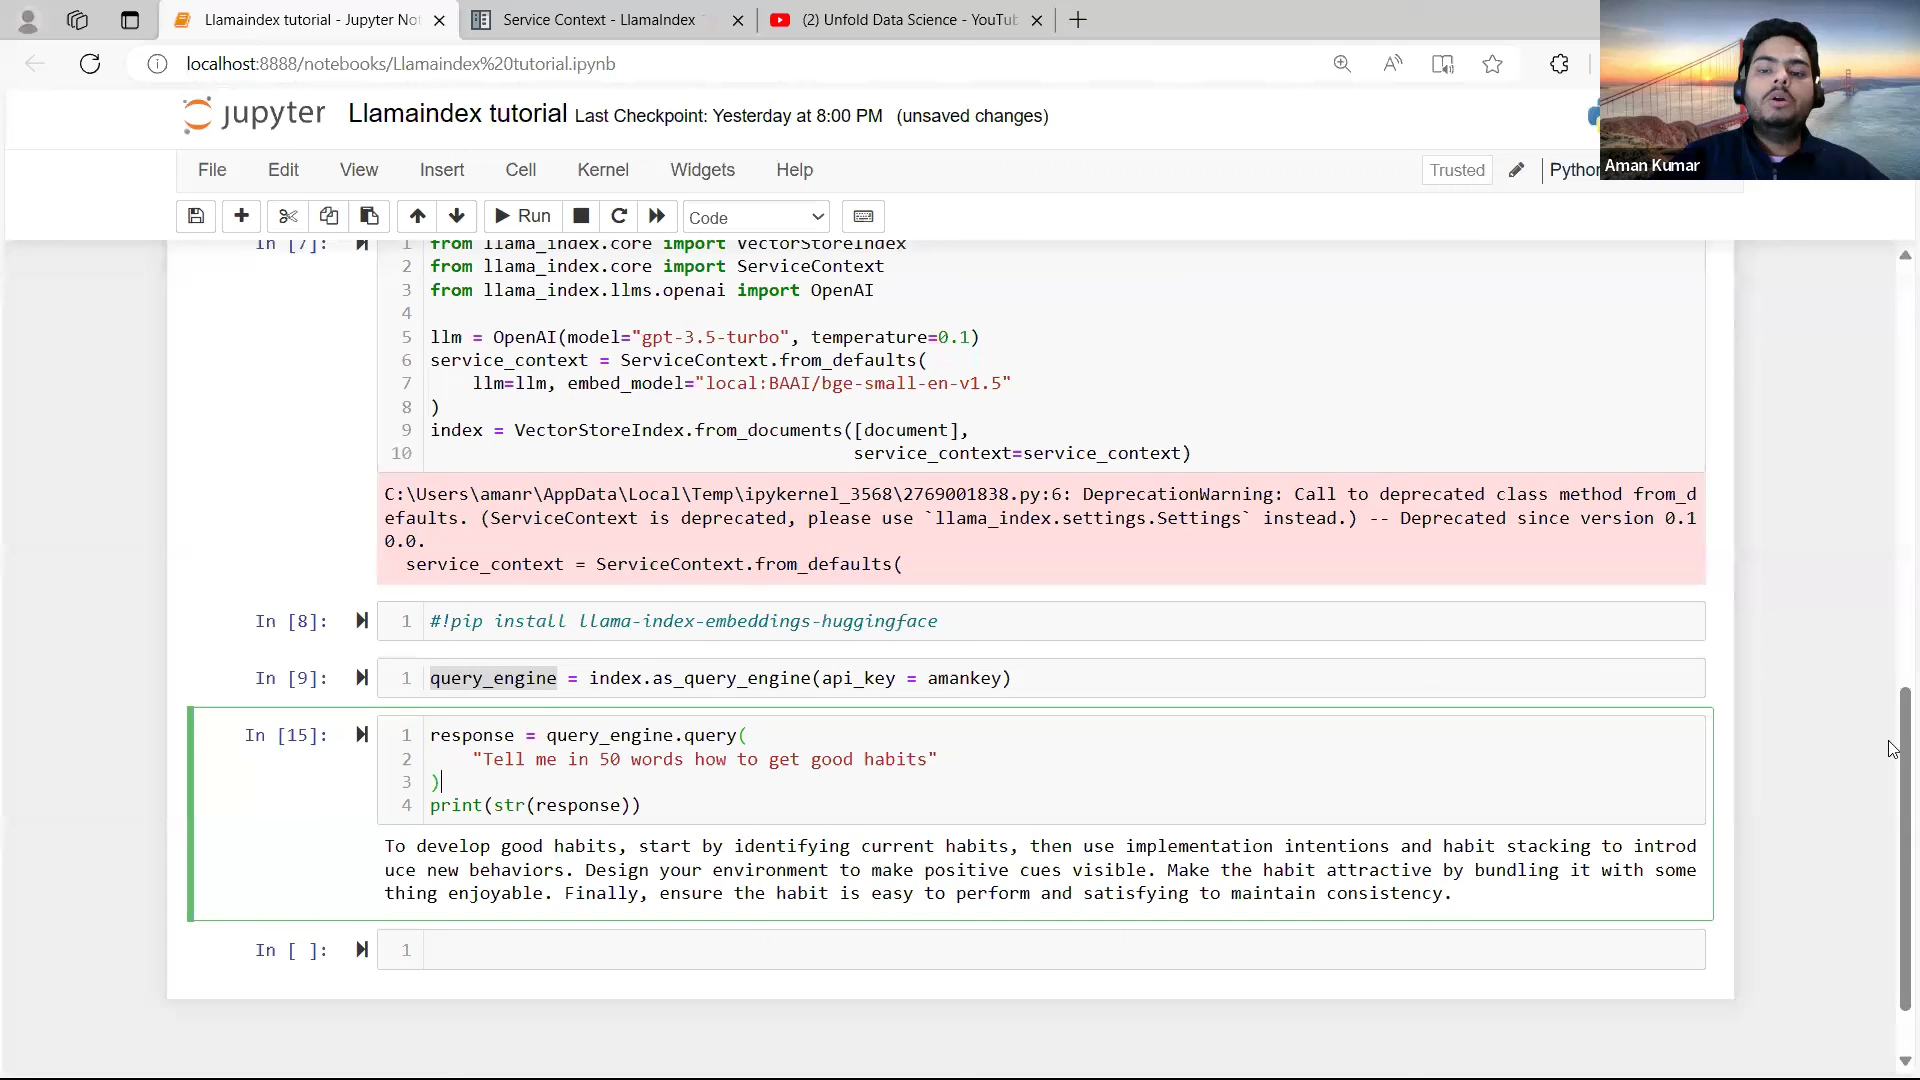 Llamaindex tutorial - Jupyter No
Service Context - LlamaIndex
(2) Unfold Data Science - YouTu
localhost:8888/notebooks/Llamaindex%20tutorial.ipynb
Aman Kumar
jupyter Llamaindex tutorial Last Checkpoint: Yesterday at 8:00 PM (unsaved changes)
File Edit View Insert Cell Kernel Widgets Help
Trusted Python
Run Code
In [7]:
1 from llama_index.core import VectorStoreIndex
2 from llama_index.core import ServiceContext
3 from llama_index.llms.openai import OpenAI
4
5 llm = OpenAI(model="gpt-3.5-turbo", temperature=0.1)
6 service_context = ServiceContext.from_defaults(
7 llm=llm, embed_model="local:BAAI/bge-small-en-v1.5"
8 )
9 index = VectorStoreIndex.from_documents([document],
10 service_context=service_context)
C:\Users\amanr\AppData\Local\Temp\ipykernel_3568\2769001838.py:6: DeprecationWarning: Call to deprecated class method from_d
efaults. (ServiceContext is deprecated, please use `llama_index.settings.Settings` instead.) -- Deprecated since version 0.1
0.0.
service_context = ServiceContext.from_defaults(
In [8]:
1 #!pip install llama-index-embeddings-huggingface
In [9]:
1 query_engine = index.as_query_engine(api_key = amankey)
In [15]:
1 response = query_engine.query(
2 "Tell me in 50 words how to get good habits"
3 )
4 print(str(response))
To develop good habits, start by identifying current habits, then use implementation intentions and habit stacking to introd
uce new behaviors. Design your environment to make positive cues visible. Make the habit attractive by bundling it with some
thing enjoyable. Finally, ensure the habit is easy to perform and satisfying to maintain consistency.
In [ ]:
1